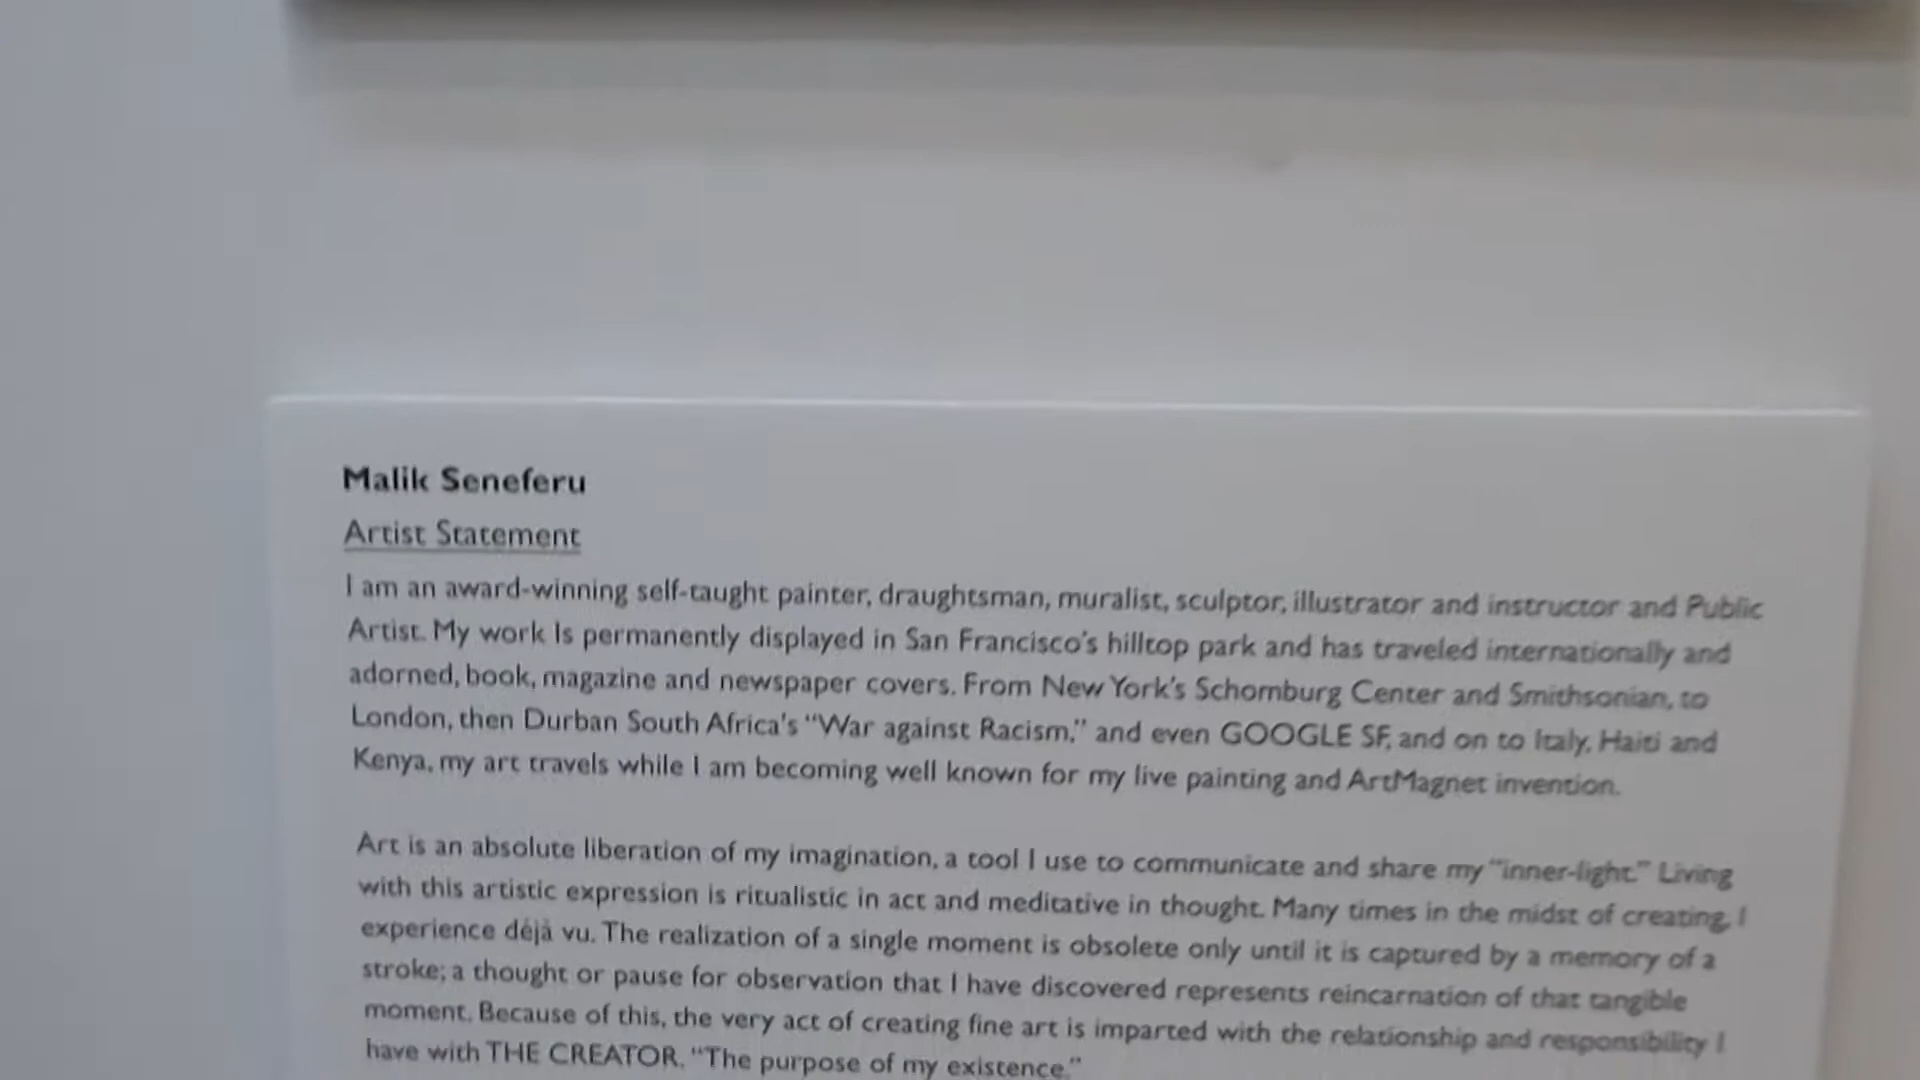 Malik Seneferu
Artist Statement
I am an award-winning self-taught painter, draughtsman, muralist, sculptor, illustrator and instructor and Public
Artist. My work Is permanently displayed in San Francisco's hilltop park and has traveled internationally and
adorned, book, magazine and newspaper covers. From New York's Schomburg Center and Smithsonian, to
London, then Durban South Africa's "War against Racism," and even GOOGLE SF, and on to Italy, Haiti and
Kenya, my art travels while I am becoming well known for my live painting and ArtMagnet invention.
Art is an absolute liberation of my imagination, a tool I use to communicate and share my "inner-light." Living
with this artistic expression is ritualistic in act and meditative in thought. Many times in the midst of creating, I
experience déjà vu. The realization of a single moment is obsolete only until it is captured by a memory of a
stroke; a thought or pause for observation that I have discovered represents reincarnation of that tangible
moment. Because of this, the very act of creating fine art is imparted with the relationship and responsibility I
have with THE CREATOR. "The purpose of my existence."